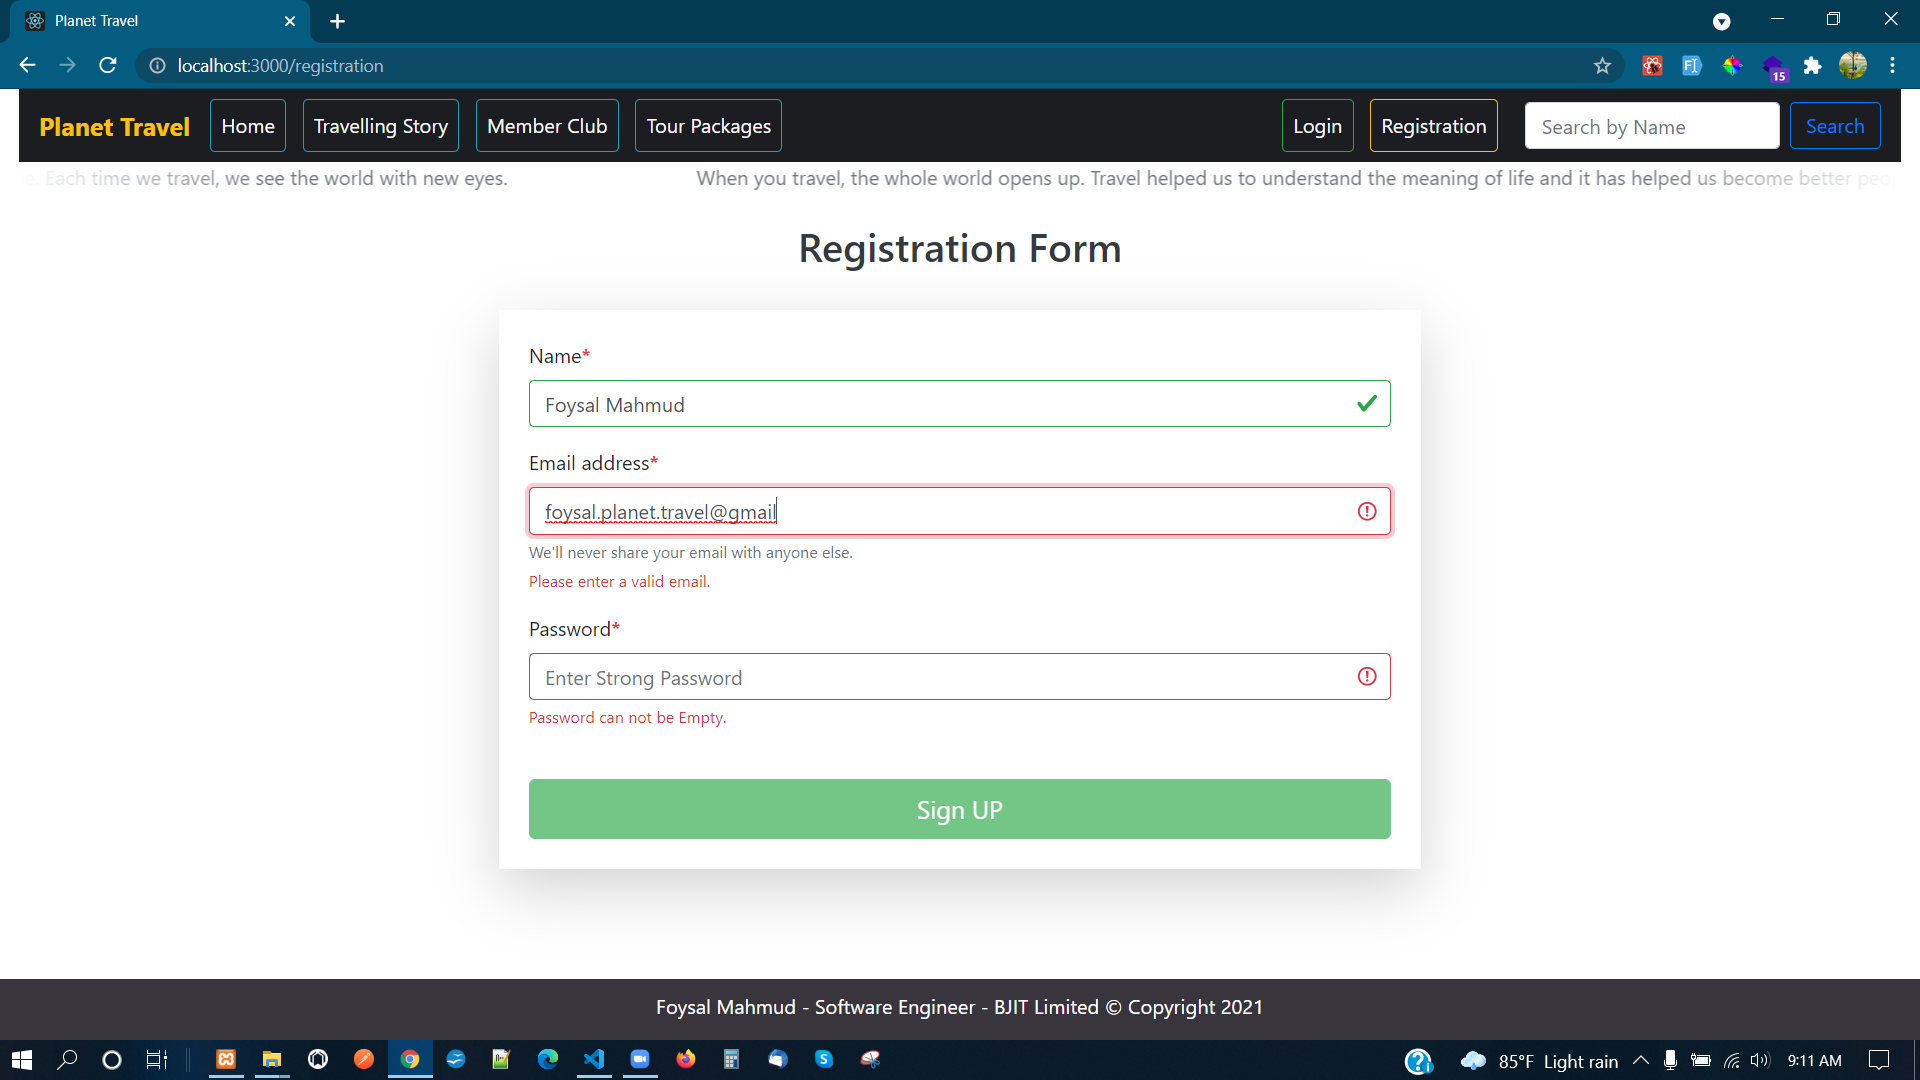 Planet Travel
localhost:3000/registration
15
Planet Travel Home Travelling Story Member Club Tour Packages Login Registration Search by Name Search
e. Each time we travel, we see the world with new eyes. When you travel, the whole world opens up. Travel helped us to understand the meaning of life and it has helped us become better peo
Registration Form
Name*
Foysal Mahmud
Email address*
foysal.planet.travel@gmail
We'll never share your email with anyone else.
Please enter a valid email.
Password*
Enter Strong Password
Password can not be Empty.
Sign UP
Foysal Mahmud - Software Engineer - BJIT Limited © Copyright 2021
85°F Light rain 9:11 AM